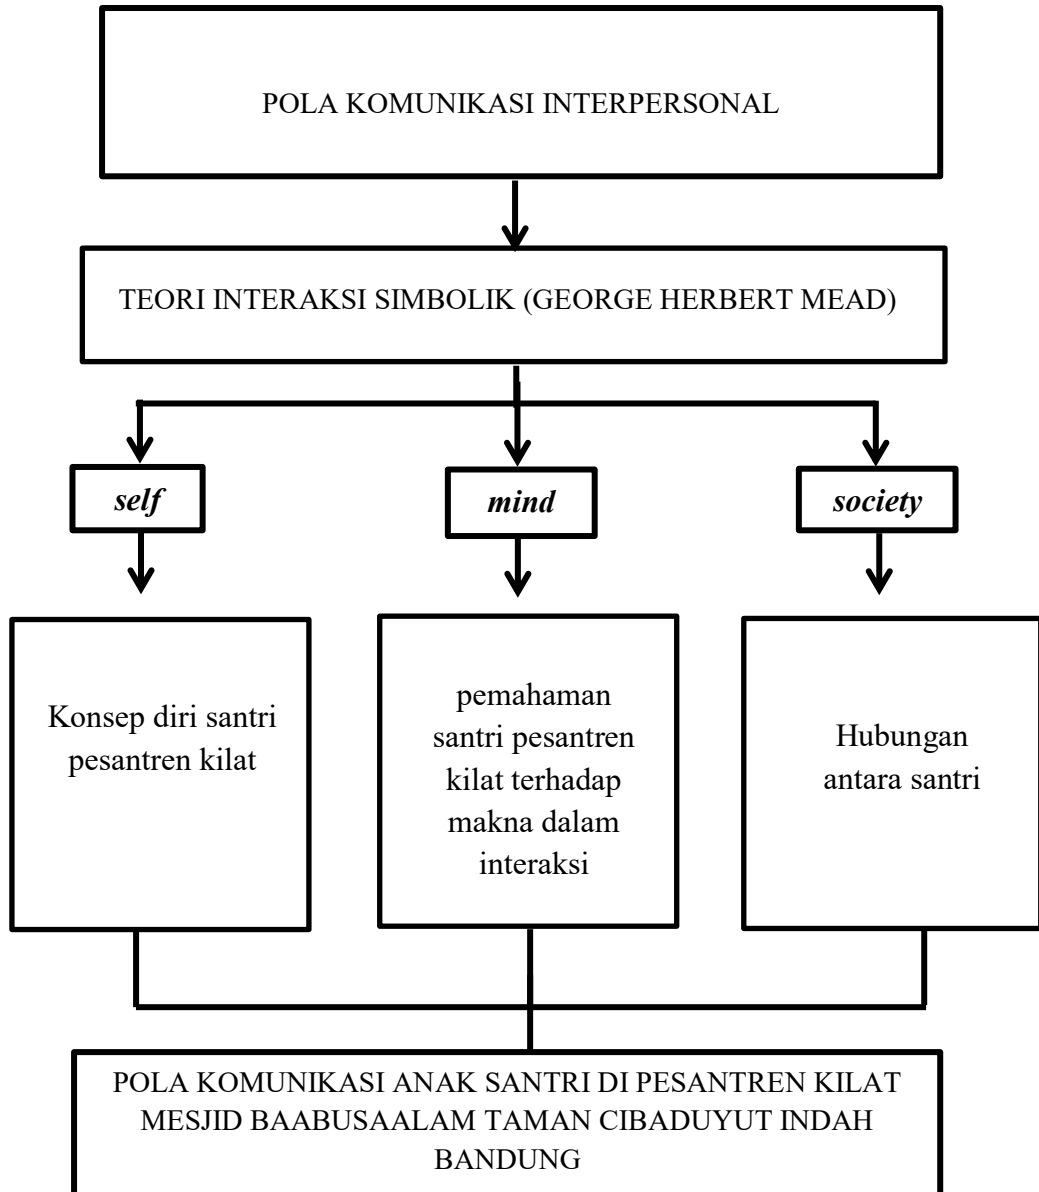 POLA KOMUNIKASI INTERPERSONAL
TEORI INTERAKSI SIMBOLIK (GEORGE HERBERT MEAD)
self
mind
society
Konsep diri santri
pesantren kilat
pemahaman
santri pesantren
kilat terhadap
makna dalam
interaksi
Hubungan
antara santri
POLA KOMUNIKASI ANAK SANTRI DI PESANTREN KILAT
MESJID BAABUSAALAM TAMAN CIBADUYUT INDAH
BANDUNG